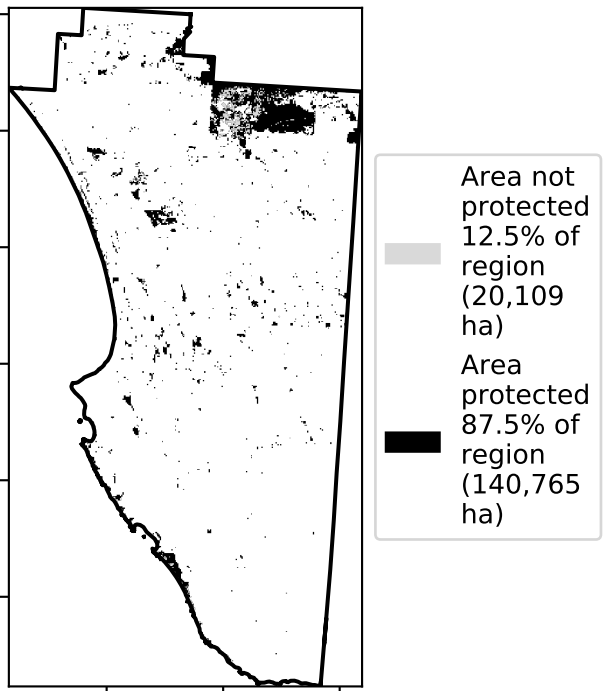 Area not
protected
12.5% of
region
(20,109
ha)
Area
protected
87.5% of
region
(140,765
ha)